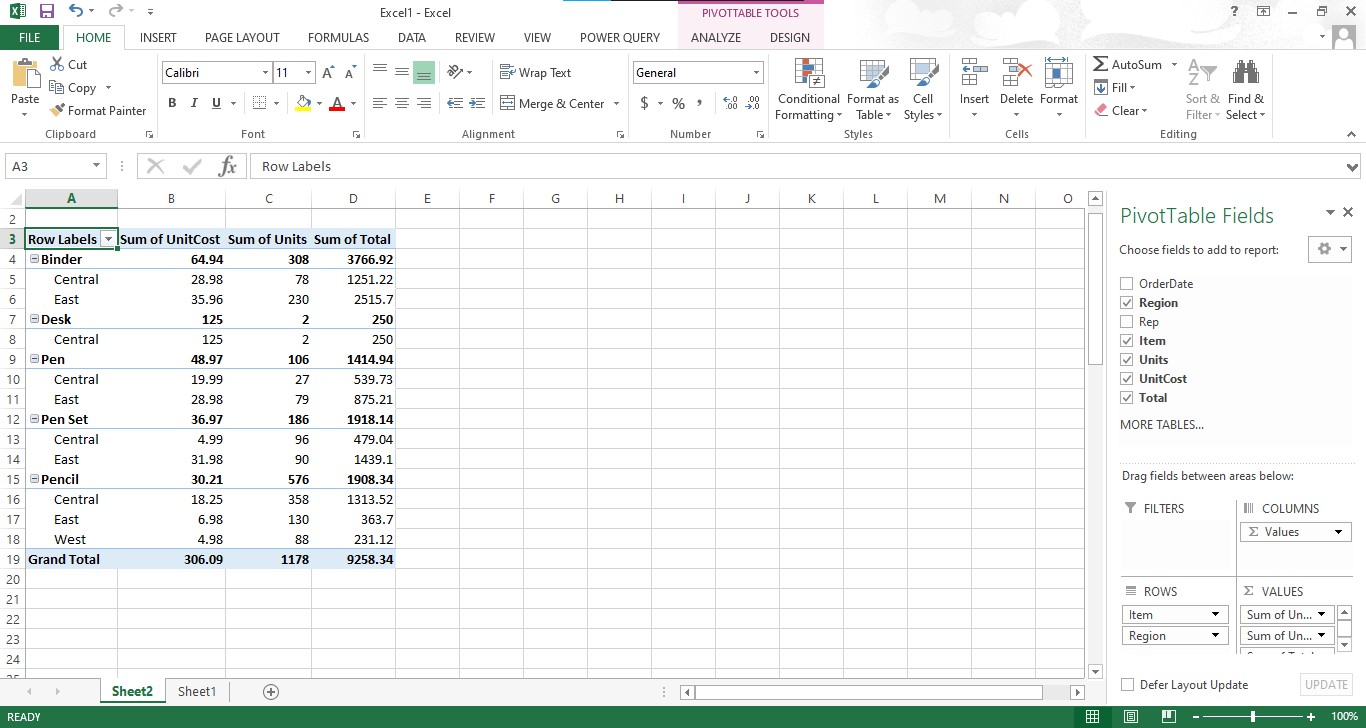 Excel1 - Excel
PIVOTTABLE TOOLS
?
FILE HOME INSERT PAGE LAYOUT FORMULAS DATA REVIEW VIEW POWER QUERY ANALYZE DESIGN
Paste
Cut
Copy
Format Painter
Clipboard
Calibri 11
B I U
Font
Wrap Text
Merge & Center
Alignment
General
$ % ,
Number
Conditional Formatting
Format as Table
Cell Styles
Styles
Insert Delete Format
Cells
AutoSum
Fill
Clear
Sort & Filter
Find & Select
Editing
A3 fx Row Labels
A B C D E F G H I J K L M N O
2
3 Row Labels Sum of UnitCost Sum of Units Sum of Total
4 Binder 64.94 308 3766.92
5 Central 28.98 78 1251.22
6 East 35.96 230 2515.7
7 Desk 125 2 250
8 Central 125 2 250
9 Pen 48.97 106 1414.94
10 Central 19.99 27 539.73
11 East 28.98 79 875.21
12 Pen Set 36.97 186 1918.14
13 Central 4.99 96 479.04
14 East 31.98 90 1439.1
15 Pencil 30.21 576 1908.34
16 Central 18.25 358 1313.52
17 East 6.98 130 363.7
18 West 4.98 88 231.12
19 Grand Total 306.09 1178 9258.34
20
21
22
23
24
PivotTable Fields
Choose fields to add to report:
OrderDate
Region
Rep
Item
Units
UnitCost
Total
MORE TABLES...
Drag fields between areas below:
FILTERS
COLUMNS
Σ Values
ROWS
Item
Region
Σ VALUES
Sum of Un...
Sum of Un...
Defer Layout Update
UPDATE
Sheet2 Sheet1
READY
100%